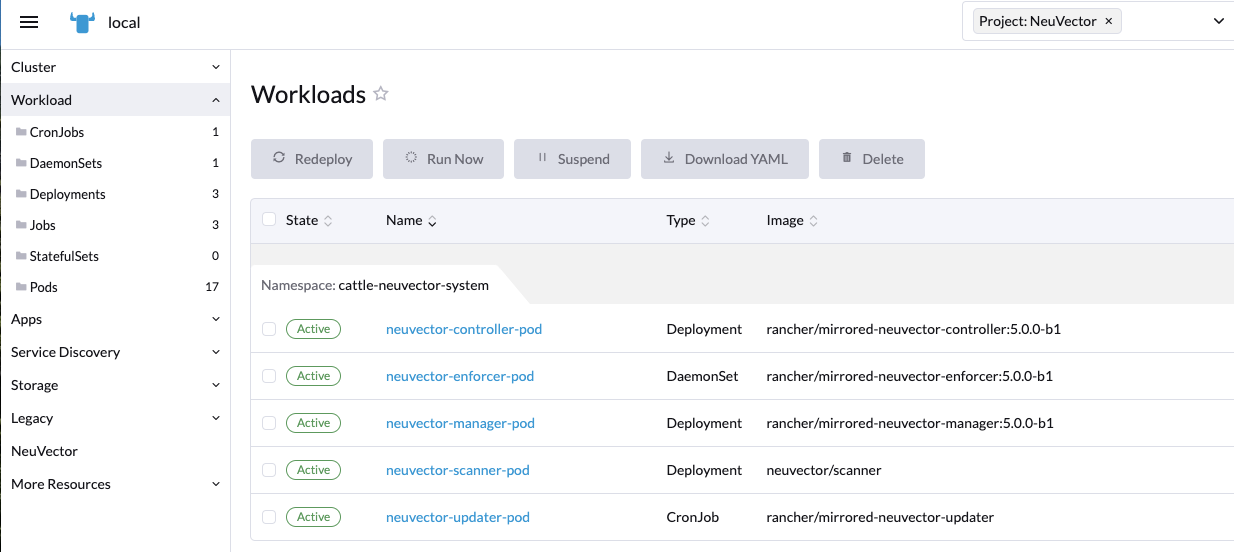 local
Project: NeuVector ×
Cluster
Workload
CronJobs 1
DaemonSets 1
Deployments 3
Jobs 3
StatefulSets 0
Pods 17
Apps
Service Discovery
Storage
Legacy
NeuVector
More Resources
Workloads
Redeploy Run Now Suspend Download YAML Delete
State Name Type Image
Namespace: cattle-neuvector-system
Active neuvector-controller-pod Deployment rancher/mirrored-neuvector-controller:5.0.0-b1
Active neuvector-enforcer-pod DaemonSet rancher/mirrored-neuvector-enforcer:5.0.0-b1
Active neuvector-manager-pod Deployment rancher/mirrored-neuvector-manager:5.0.0-b1
Active neuvector-scanner-pod Deployment neuvector/scanner
Active neuvector-updater-pod CronJob rancher/mirrored-neuvector-updater